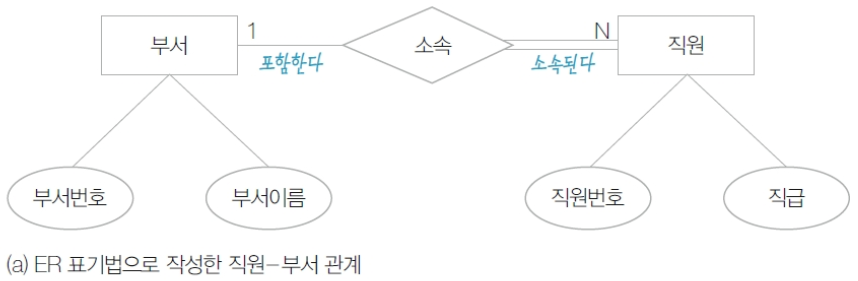 부서
1
포함한다
소속
N
소속된다
직원
부서번호
부서이름
직원번호
직급
(a) ER 표기법으로 작성한 직원-부서 관계